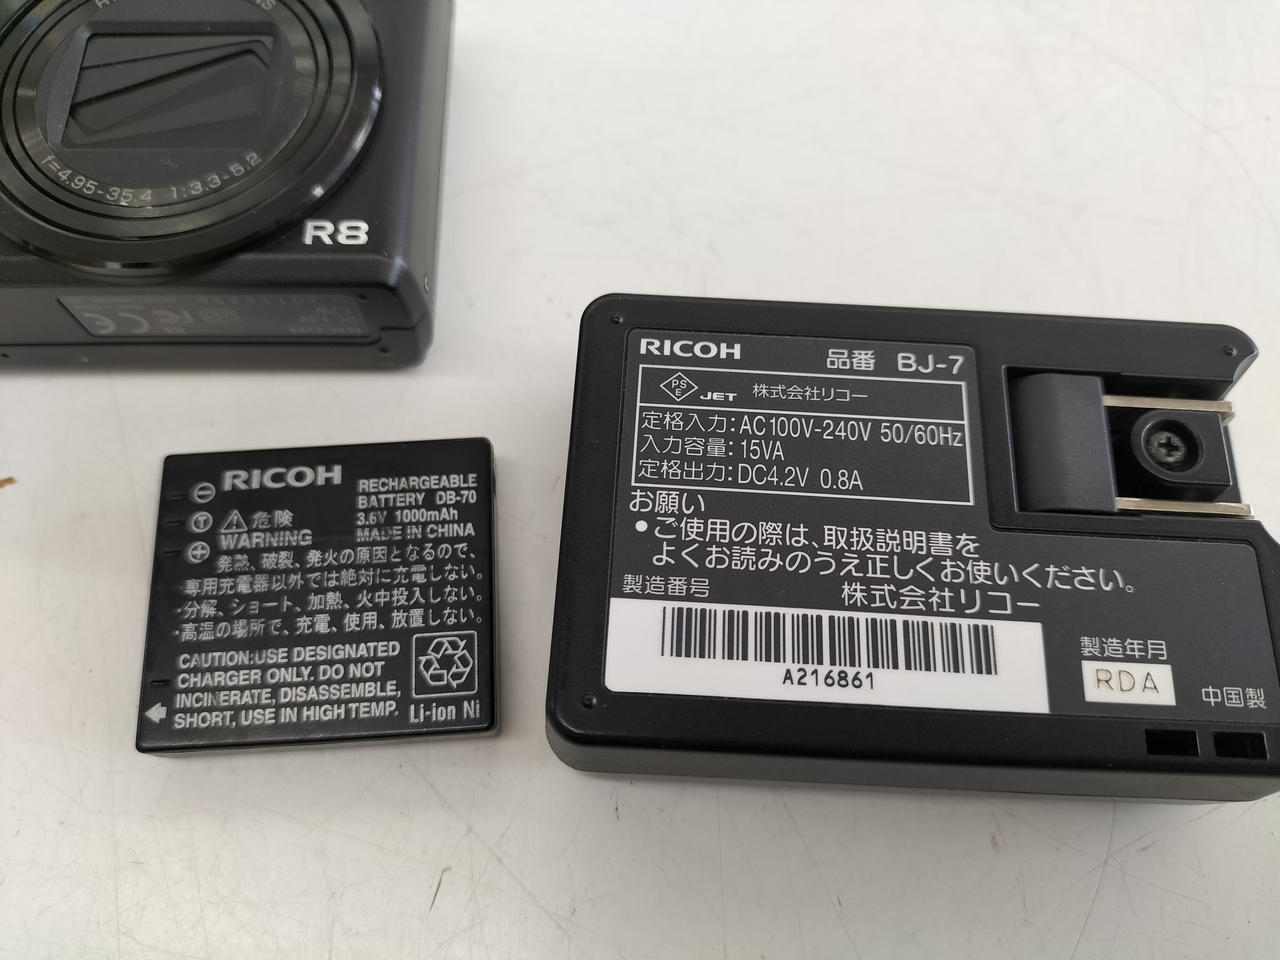 f=4.95-35.4 1:3.3-5.2
R8
RICOH
RICOH
RECHARGEABLE
BATTERY DB-70
3.6V 1000mAh
MADE IN CHINA
⊖
Ⓣ
⊕
⚠危険
WARNING
発熱、破裂、発火の原因となるので、
・専用充電器以外では絶対に充電しない。
・分解、ショート、加熱、火中投入しない。
・高温の場所で、充電、使用、放置しない。
CAUTION:USE DESIGNATED
CHARGER ONLY. DO NOT
INCINERATE, DISASSEMBLE,
SHORT, USE IN HIGH TEMP.
Li-ion Ni
RICOH 品番 BJ-7
PSE JET 株式会社リコー
定格入力:AC100V-240V 50/60Hz
入力容量:15VA
定格出力:DC4.2V 0.8A
お願い
●ご使用の際は、取扱説明書を
よくお読みのうえ正しくお使いください。
製造番号 株式会社リコー
A216861
製造年月
RDA
中国製